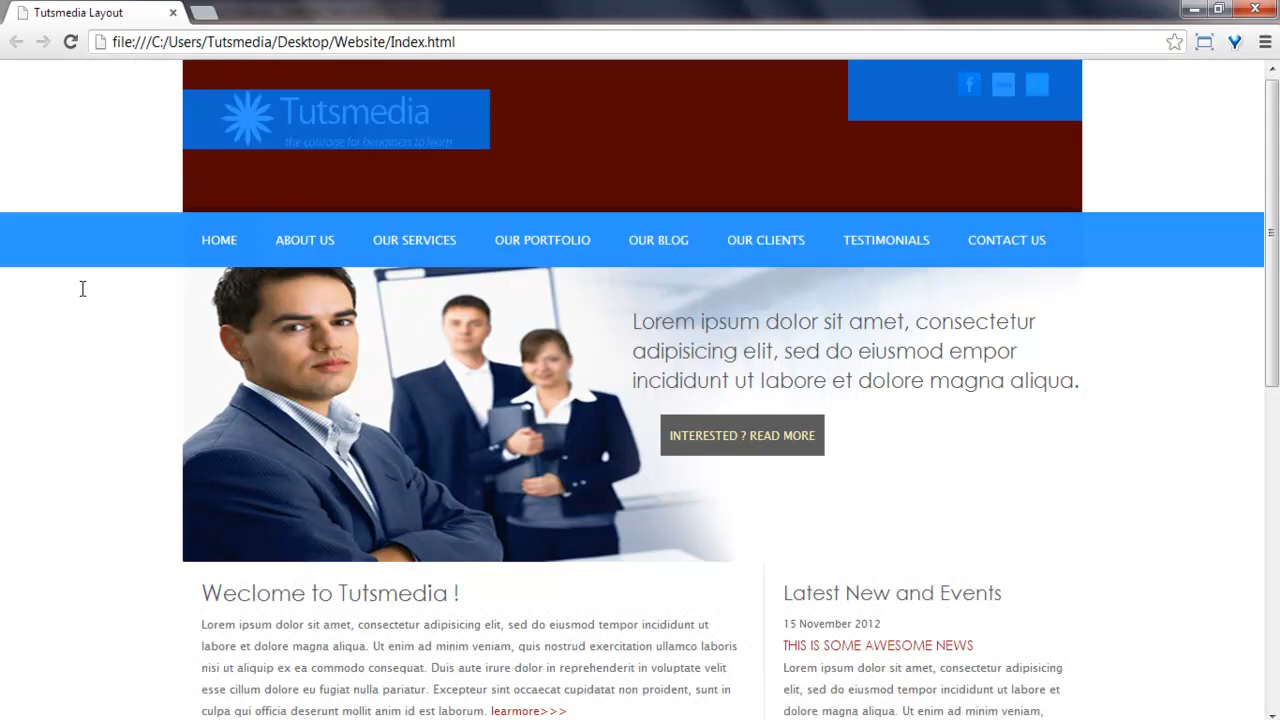 Tutsmedia Layout
file:///C:/Users/Tutsmedia/Desktop/Website/Index.html
Tutsmedia
the courage for beuginers to learn
HOME ABOUT US OUR SERVICES OUR PORTFOLIO OUR BLOG OUR CLIENTS TESTIMONIALS CONTACT US
Lorem ipsum dolor sit amet, consectetur
adipisicing elit, sed do eiusmod empor
incididunt ut labore et dolore magna aliqua.
INTERESTED ? READ MORE
Weclome to Tutsmedia !
Lorem ipsum dolor sit amet, consectetur adipisicing elit, sed do eiusmod tempor incididunt ut
labore et dolore magna aliqua. Ut enim ad minim veniam, quis nostrud exercitation ullamco laboris
nisi ut aliquip ex ea commodo consequat. Duis aute irure dolor in reprehenderit in voluptate velit
esse cillum dolore eu fugiat nulla pariatur. Excepteur sint occaecat cupidatat non proident, sunt in
culpa qui officia deserunt mollit anim id est laborum. learmore>>>
Latest New and Events
15 November 2012
THIS IS SOME AWESOME NEWS
Lorem ipsum dolor sit amet, consectetur adipisicing
elit, sed do eiusmod tempor incididunt ut labore et
dolore magna aliqua. Ut enim ad minim veniam,